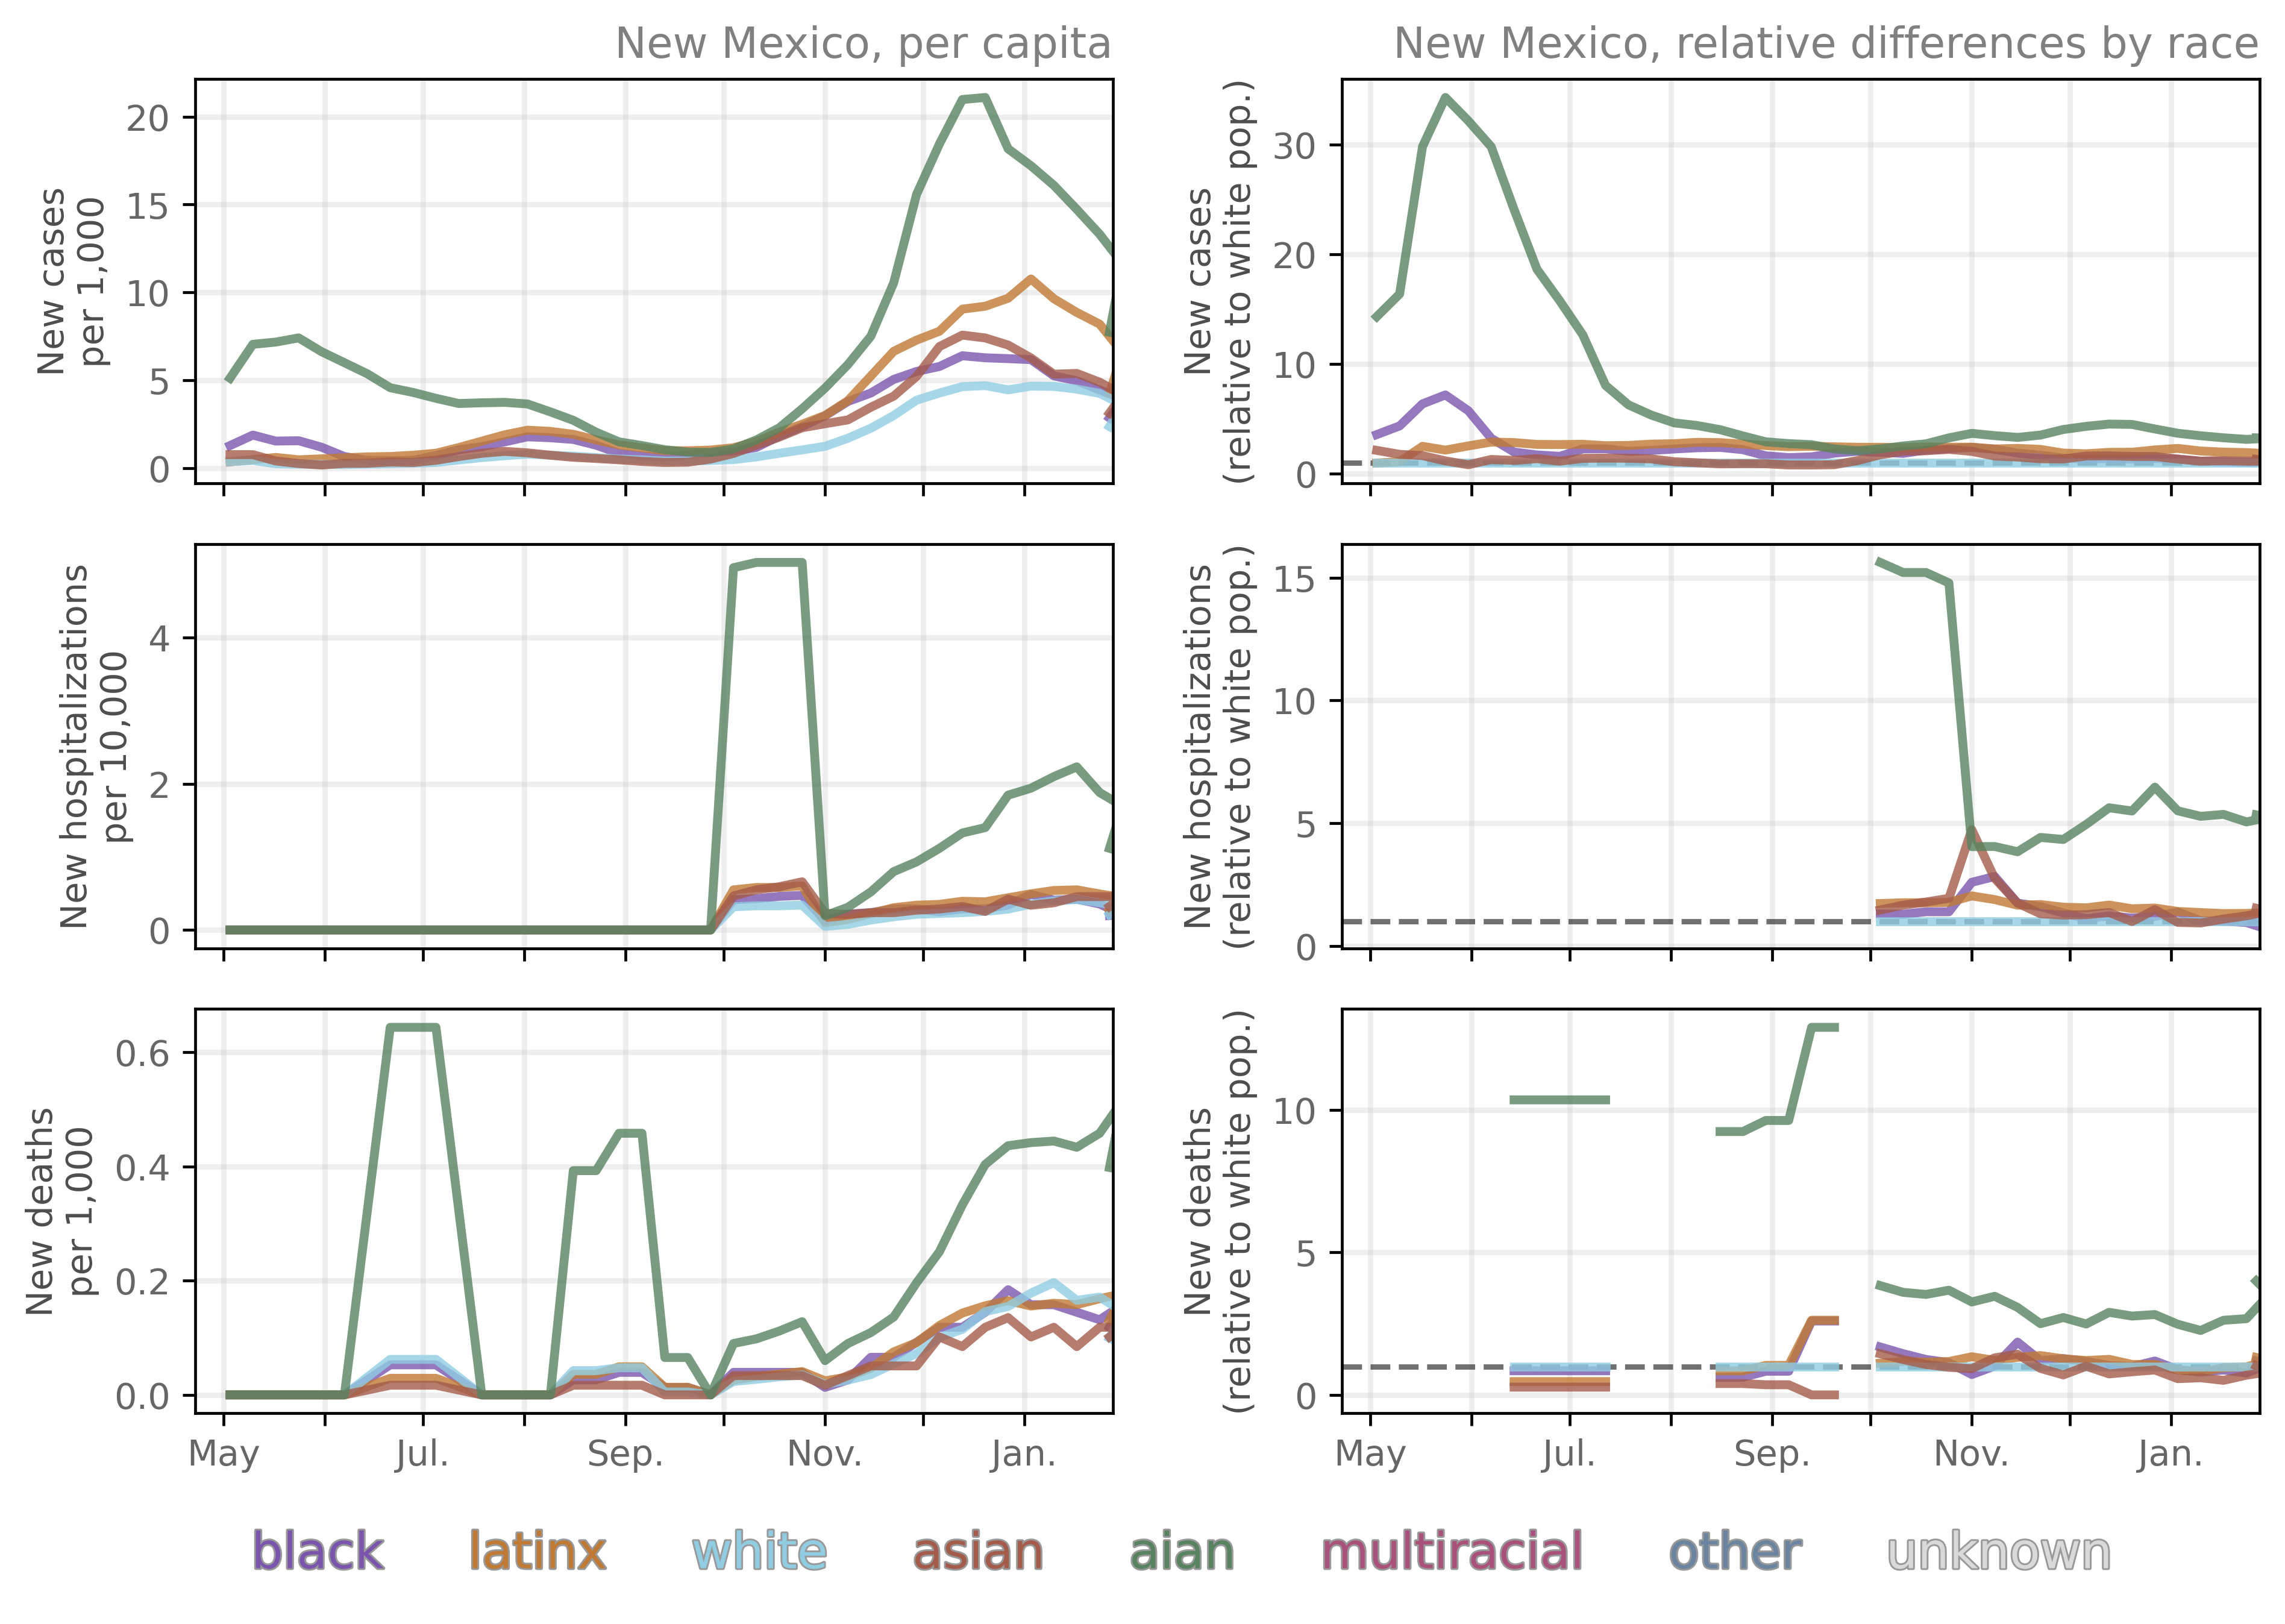 New Mexico, per capita
New Mexico, relative differences by race
New cases
per 1,000
20
15
10
5
0
New cases
(relative to white pop.)
30
20
10
0
New hospitalizations
per 10,000
4
2
0
New hospitalizations
(relative to white pop.)
15
10
5
0
New deaths
per 1,000
0.6
0.4
0.2
0.0
May
Jul.
Sep.
Nov.
Jan.
New deaths
(relative to white pop.)
10
5
0
May
Jul.
Sep.
Nov.
Jan.
black latinx white asian aian multiracial other unknown